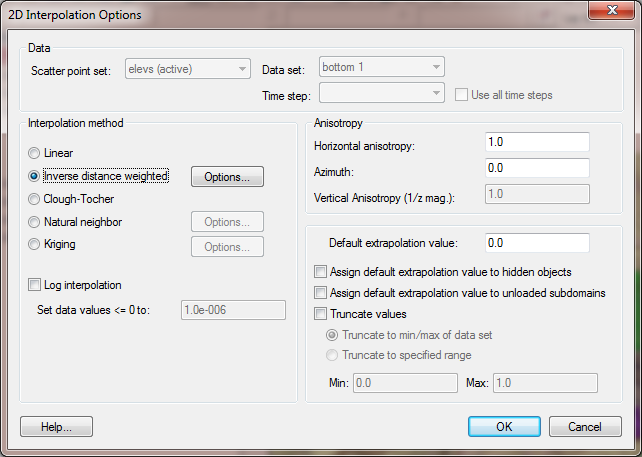 2D Interpolation Options
Data
Scatter point set: elevs (active) Data set: bottom 1
Time step: Use all time steps
Interpolation method
Linear
Inverse distance weighted Options...
Clough-Tocher
Natural neighbor Options...
Kriging Options...
Log interpolation
Set data values <= 0 to: 1.0e-006
Anisotropy
Horizontal anisotropy: 1.0
Azimuth: 0.0
Vertical Anisotropy (1/z mag.): 1.0
Default extrapolation value: 0.0
Assign default extrapolation value to hidden objects
Assign default extrapolation value to unloaded subdomains
Truncate values
Truncate to min/max of data set
Truncate to specified range
Min: 0.0 Max: 1.0
Help... OK Cancel